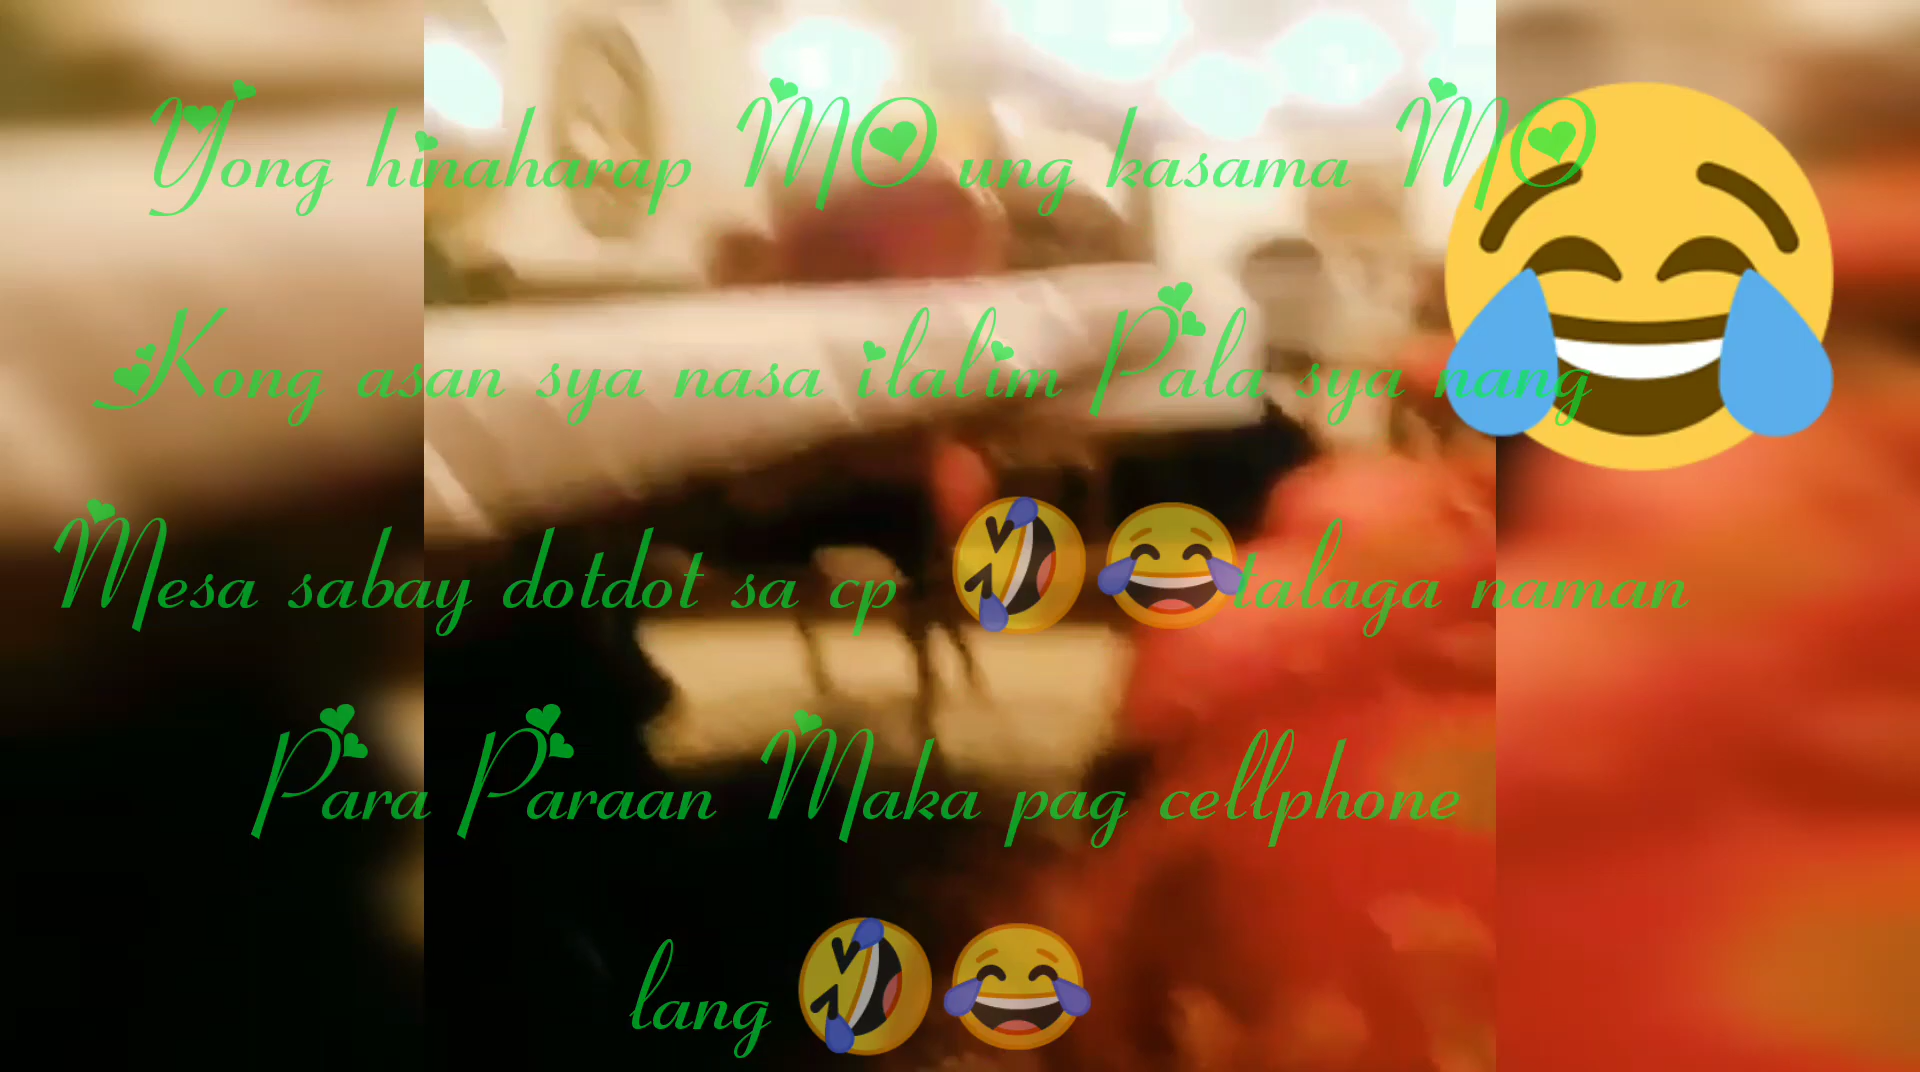 Yong hinaharap MO ung kasama MO
Kong asan sya nasa ilalim Pala sya nang
Mesa sabay dotdot sa cp 🤣😂talaga naman
Para Paraan Maka pag cellphone
lang 🤣😂